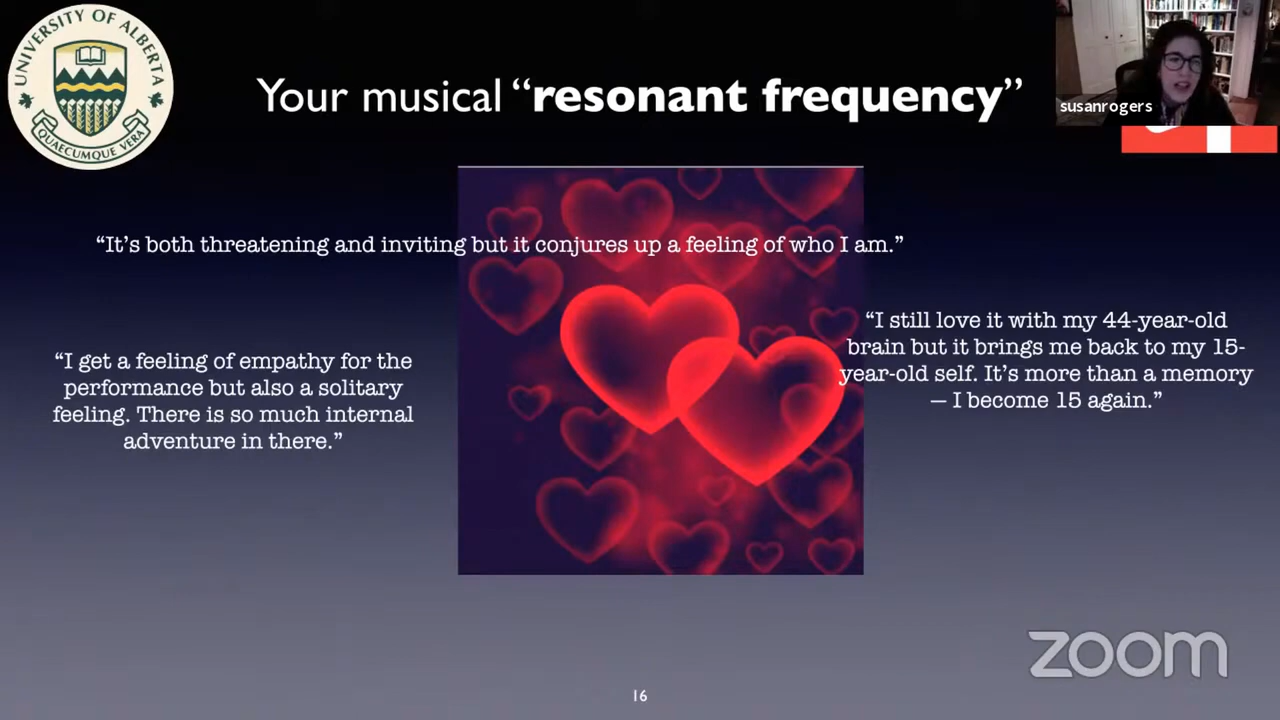 UNIVERSITY OF ALBERTA
QUAECUMQUE VERA
Your musical “resonant frequency”
susanrogers
“It’s both threatening and inviting but it conjures up a feeling of who I am.”
“I still love it with my 44-year-old
brain but it brings me back to my 15-
year-old self. It’s more than a memory
— I become 15 again.”
“I get a feeling of empathy for the
performance but also a solitary
feeling. There is so much internal
adventure in there.”
zoom
16